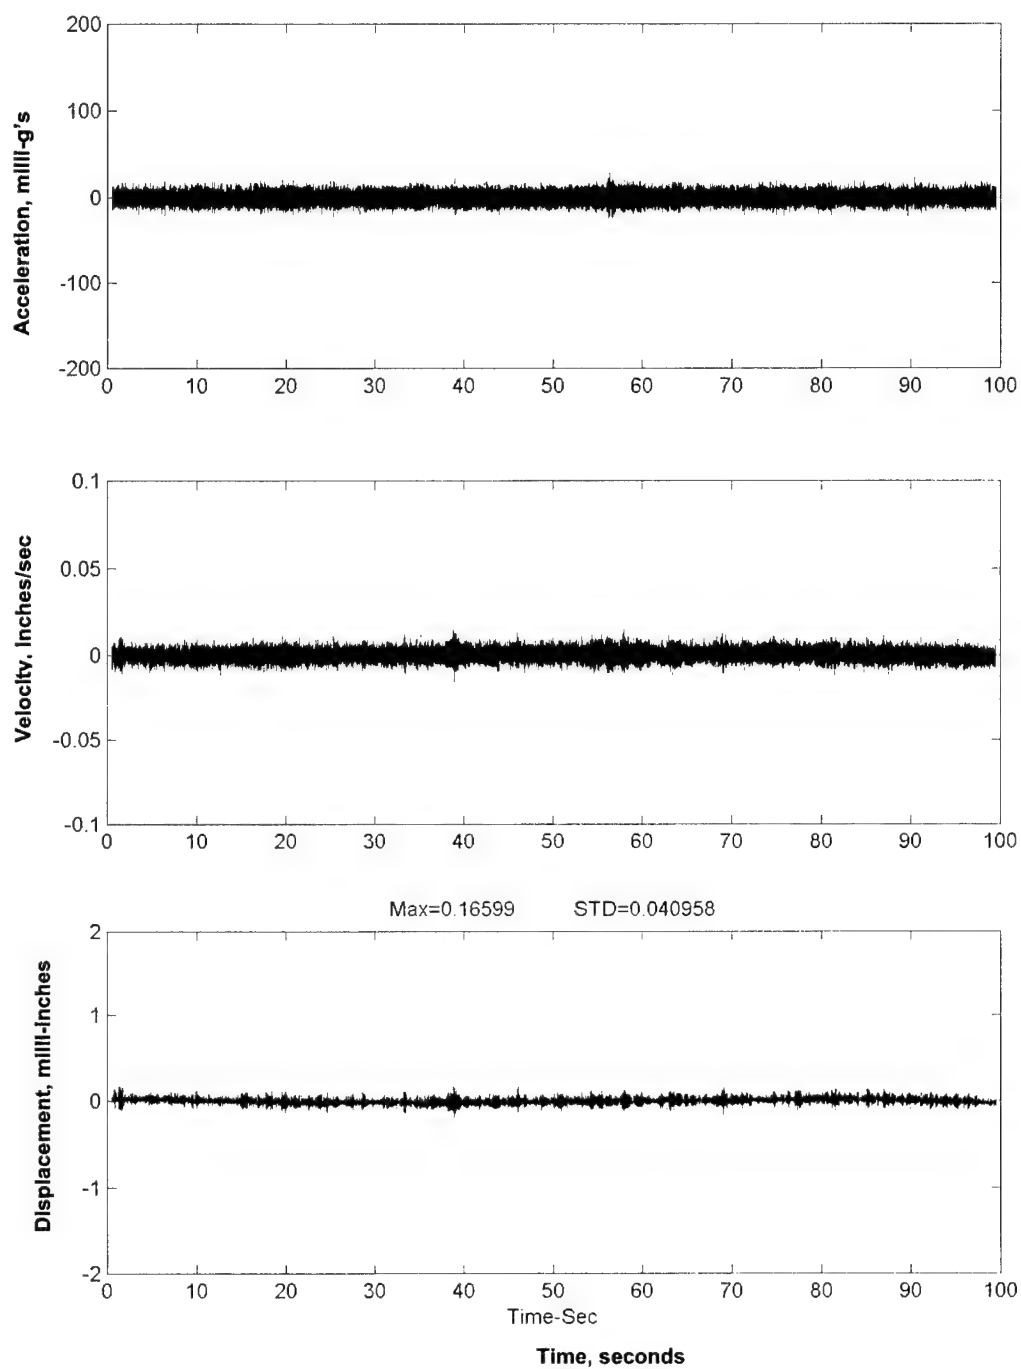 Acceleration, milli-g's
200
100
0
-100
-200
0 10 20 30 40 50 60 70 80 90 100
Velocity, Inches/sec
0.1
0.05
0
-0.05
-0.1
0 10 20 30 40 50 60 70 80 90 100
Max=0.16599 STD=0.040958
Displacement, milli-inches
2
1
0
-1
-2
0 10 20 30 40 50 60 70 80 90 100
Time-Sec
Time, seconds